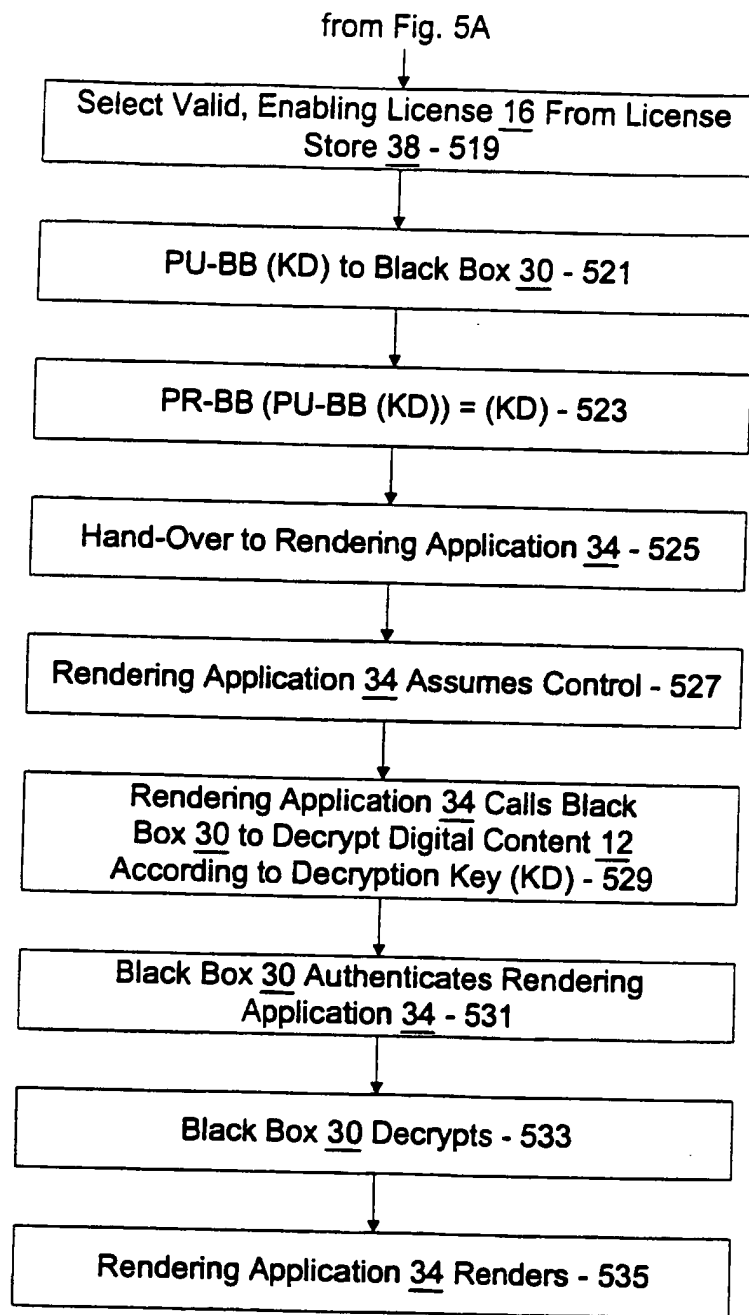 from Fig. 5A
Select Valid, Enabling License 16 From License
Store 38 - 519
PU-BB (KD) to Black Box 30 - 521
PR-BB (PU-BB (KD)) = (KD) - 523
Hand-Over to Rendering Application 34 - 525
Rendering Application 34 Assumes Control - 527
Rendering Application 34 Calls Black
Box 30 to Decrypt Digital Content 12
According to Decryption Key (KD) - 529
Black Box 30 Authenticates Rendering
Application 34 - 531
Black Box 30 Decrypts - 533
Rendering Application 34 Renders - 535